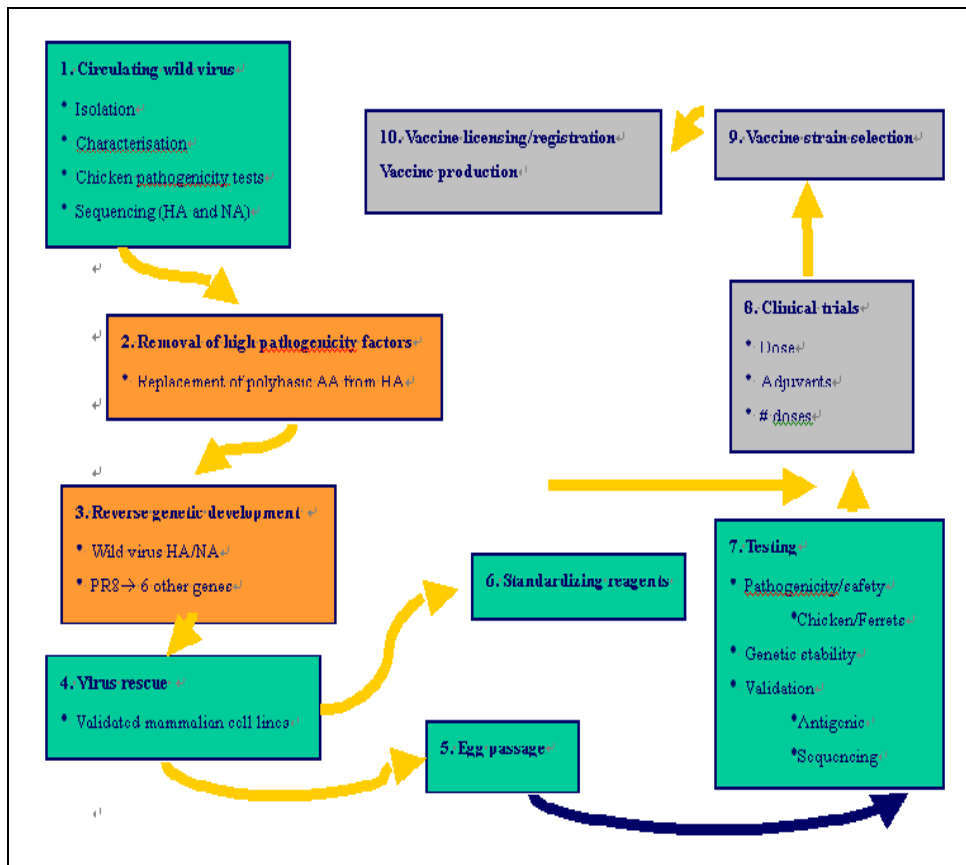 1. Circulating wild virus
• Isolation
• Characterisation
• Chicken pathogenicity tests
• Sequencing (HA and NA)
2. Removal of high pathogenicity factors
• Replacement of polybasic AA from HA
3. Reverse genetic development
• Wild virus HA/NA
• PR8→ 6 other genes
4. Virus rescue
• Validated mammalian cell lines
5. Egg passage
6. Standardizing reagents
7. Testing
• Pathogenicity/safety
•Chicken/Ferrets
• Genetic stability
• Validation
•Antigenic
•Sequencing
8. Clinical trials
• Dose
• Adjuvants
• # doses
9. Vaccine strain selection
10. Vaccine licensing/registration
Vaccine production